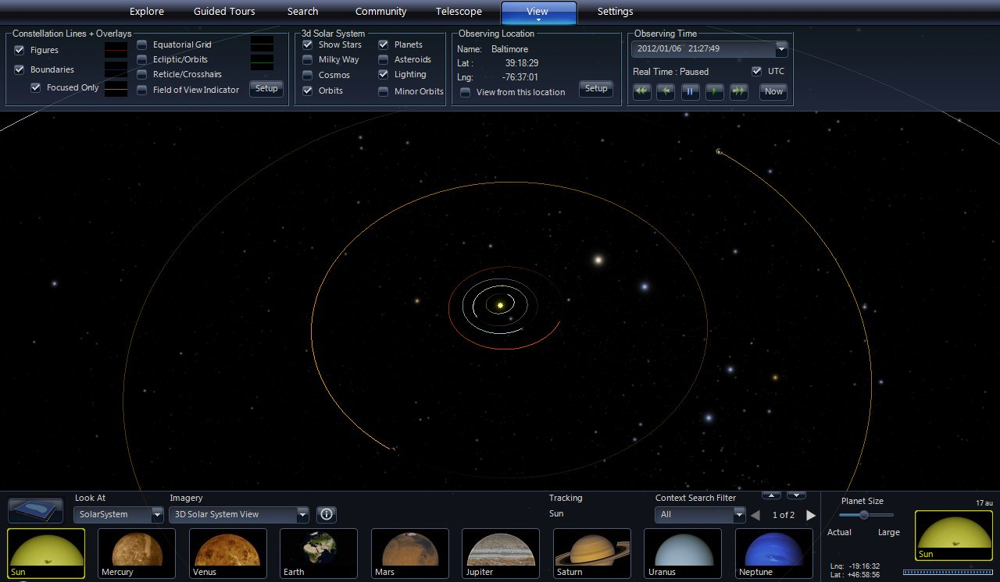 Explore Guided Tours Search Community Telescope View Settings
Constellation Lines + Overlays
Figures
Boundaries
Focused Only
Equatorial Grid
Ecliptic/Orbits
Reticle/Crosshairs
Field of View Indicator
Setup
3d Solar System
Show Stars
Milky Way
Cosmos
Orbits
Planets
Asteroids
Lighting
Minor Orbits
Observing Location
Name: Baltimore
Lat : 39:18:29
Lng: -76:37:01
View from this location
Setup
Observing Time
2012/01/06 21:27:49
Real Time : Paused
UTC
Now
Look At
SolarSystem
Imagery
3D Solar System View
Tracking
Sun
Context Search Filter
All
1 of 2
Sun
Mercury
Venus
Earth
Mars
Jupiter
Saturn
Uranus
Neptune
Planet Size
Actual Large
17 au
Sun
Lng: -19:16:32
Lat : +46:58:56